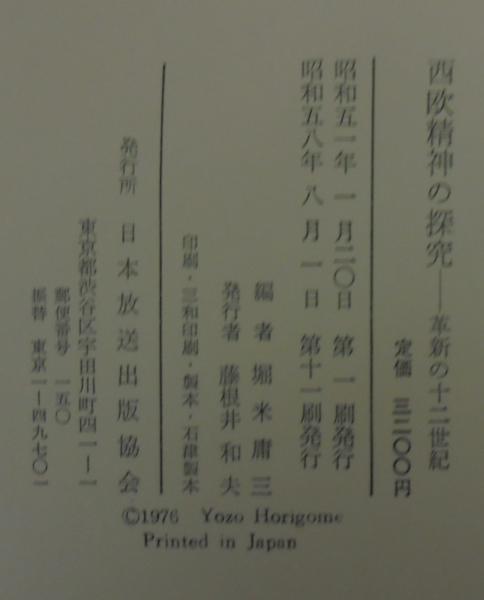 西欧精神の探究──革新の十二世紀
定価 三二〇〇円
昭和五一年 一月二〇日 第一刷発行
昭和五八年 八月一日 第十一刷発行
編者 堀米庸三
発行者 藤根井和夫
印刷・三和印刷・製本・石津製本
発行所 日本放送出版協会
東京都渋谷区宇田川町四一-一
郵便番号 一五〇
振替 東京一-四九七〇一
©1976 Yozo Horigome
Printed in Japan